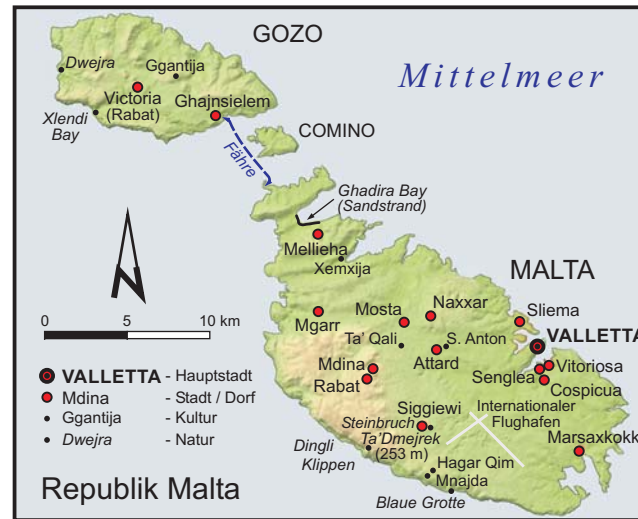 GOZO
Mittelmeer
Dwejra
Ggantija
Victoria
(Rabat)
Ghajnsielem
Xlendi
Bay
COMINO
Fähre
Ghadira Bay
(Sandstrand)
Mellieha
Xemxija
N
MALTA
0 5 10 km
Mgarr
Mosta
Naxxar
Sliema
Ta' Qali
S. Anton
VALLETTA
Attard
Mdina
Rabat
Senglea
Vitoriosa
Cospicua
VALLETTA - Hauptstadt
Mdina - Stadt / Dorf
Ggantija - Kultur
Dwejra - Natur
Siggiewi
Internationaler
Flughafen
Steinbruch
Ta'Dmejrek
(253 m)
Marsaxkokk
Dingli
Klippen
Hagar Qim
Mnajda
Blaue Grotte
Republik Malta